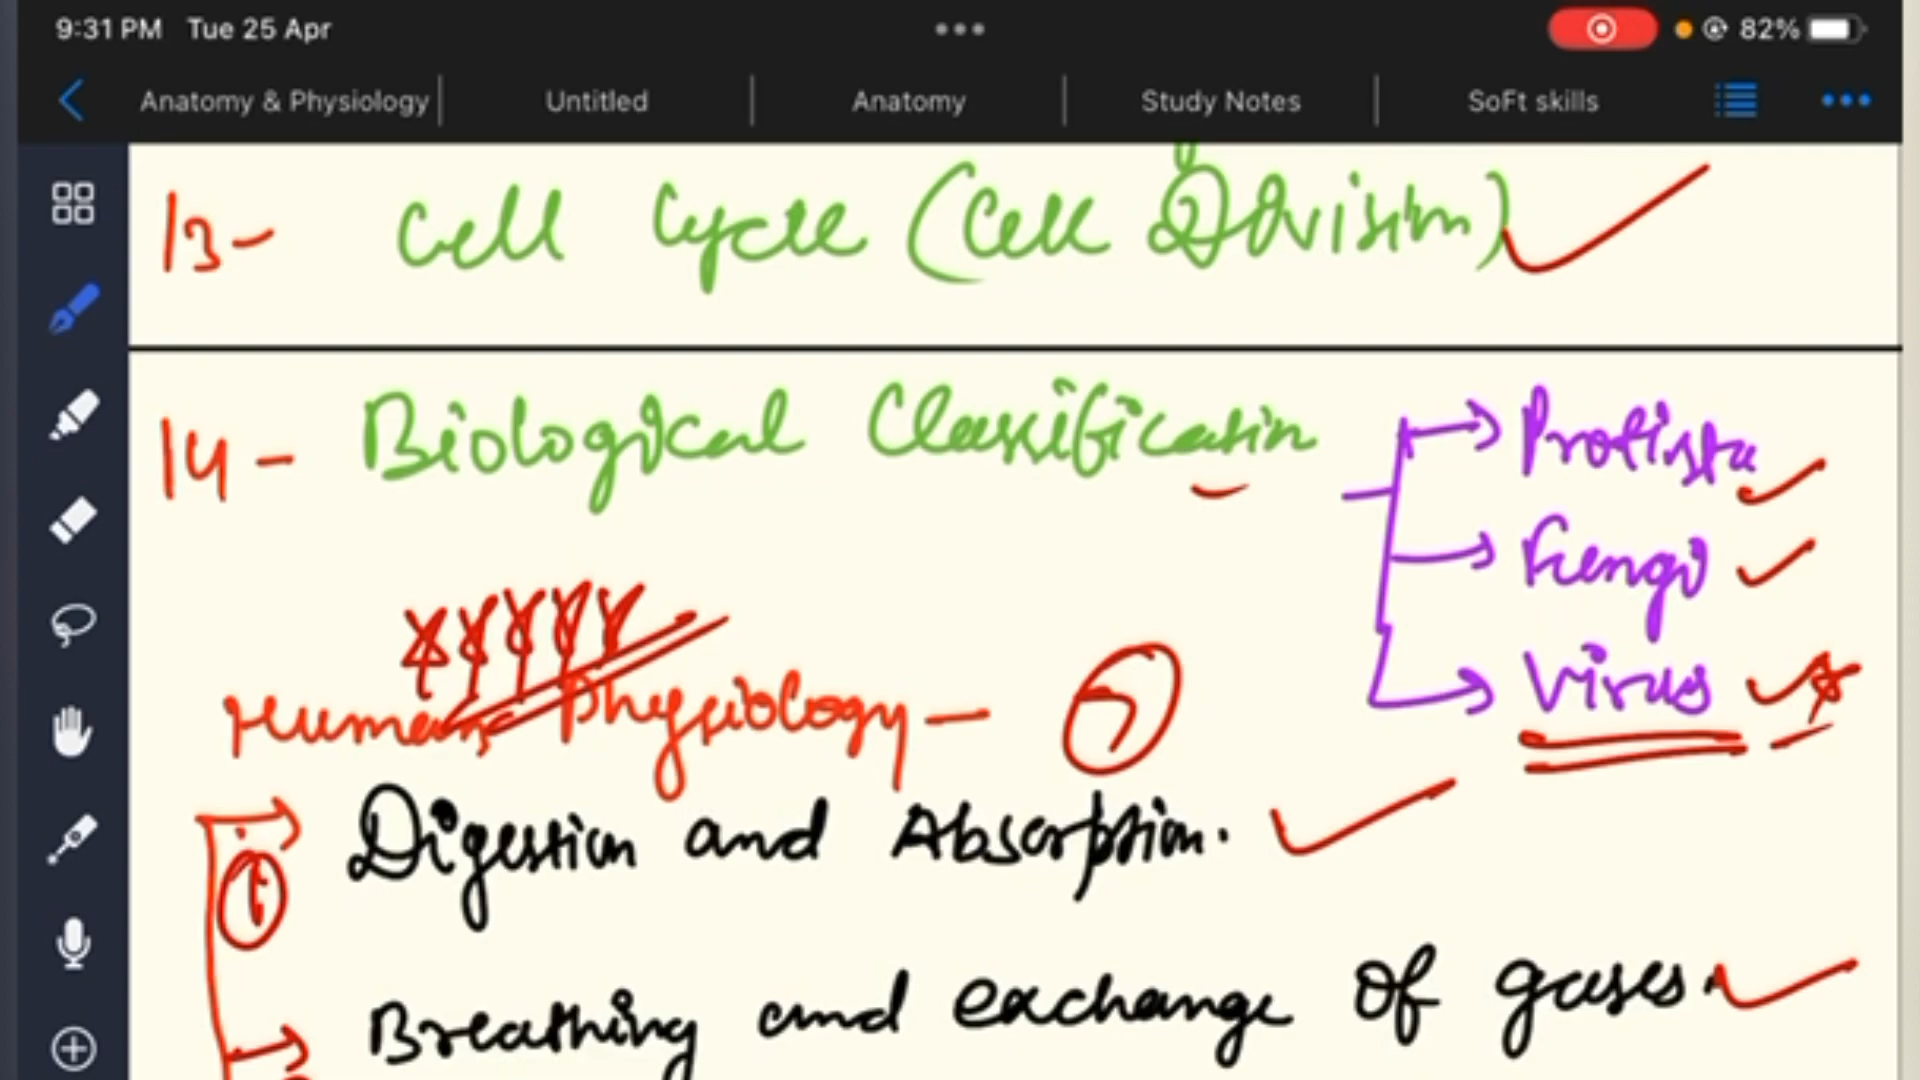 9:31 PM Tue 25 Apr 82%
Anatomy & Physiology Untitled Anatomy Study Notes SoFt skills
13- Cell Cycle (Cell Division)
14- Biological Classification → Protista
→ Fungi
→ Virus
Human Physiology - 7
1 → Digestion and Absorption.
→ Breathing and exchange of gases.